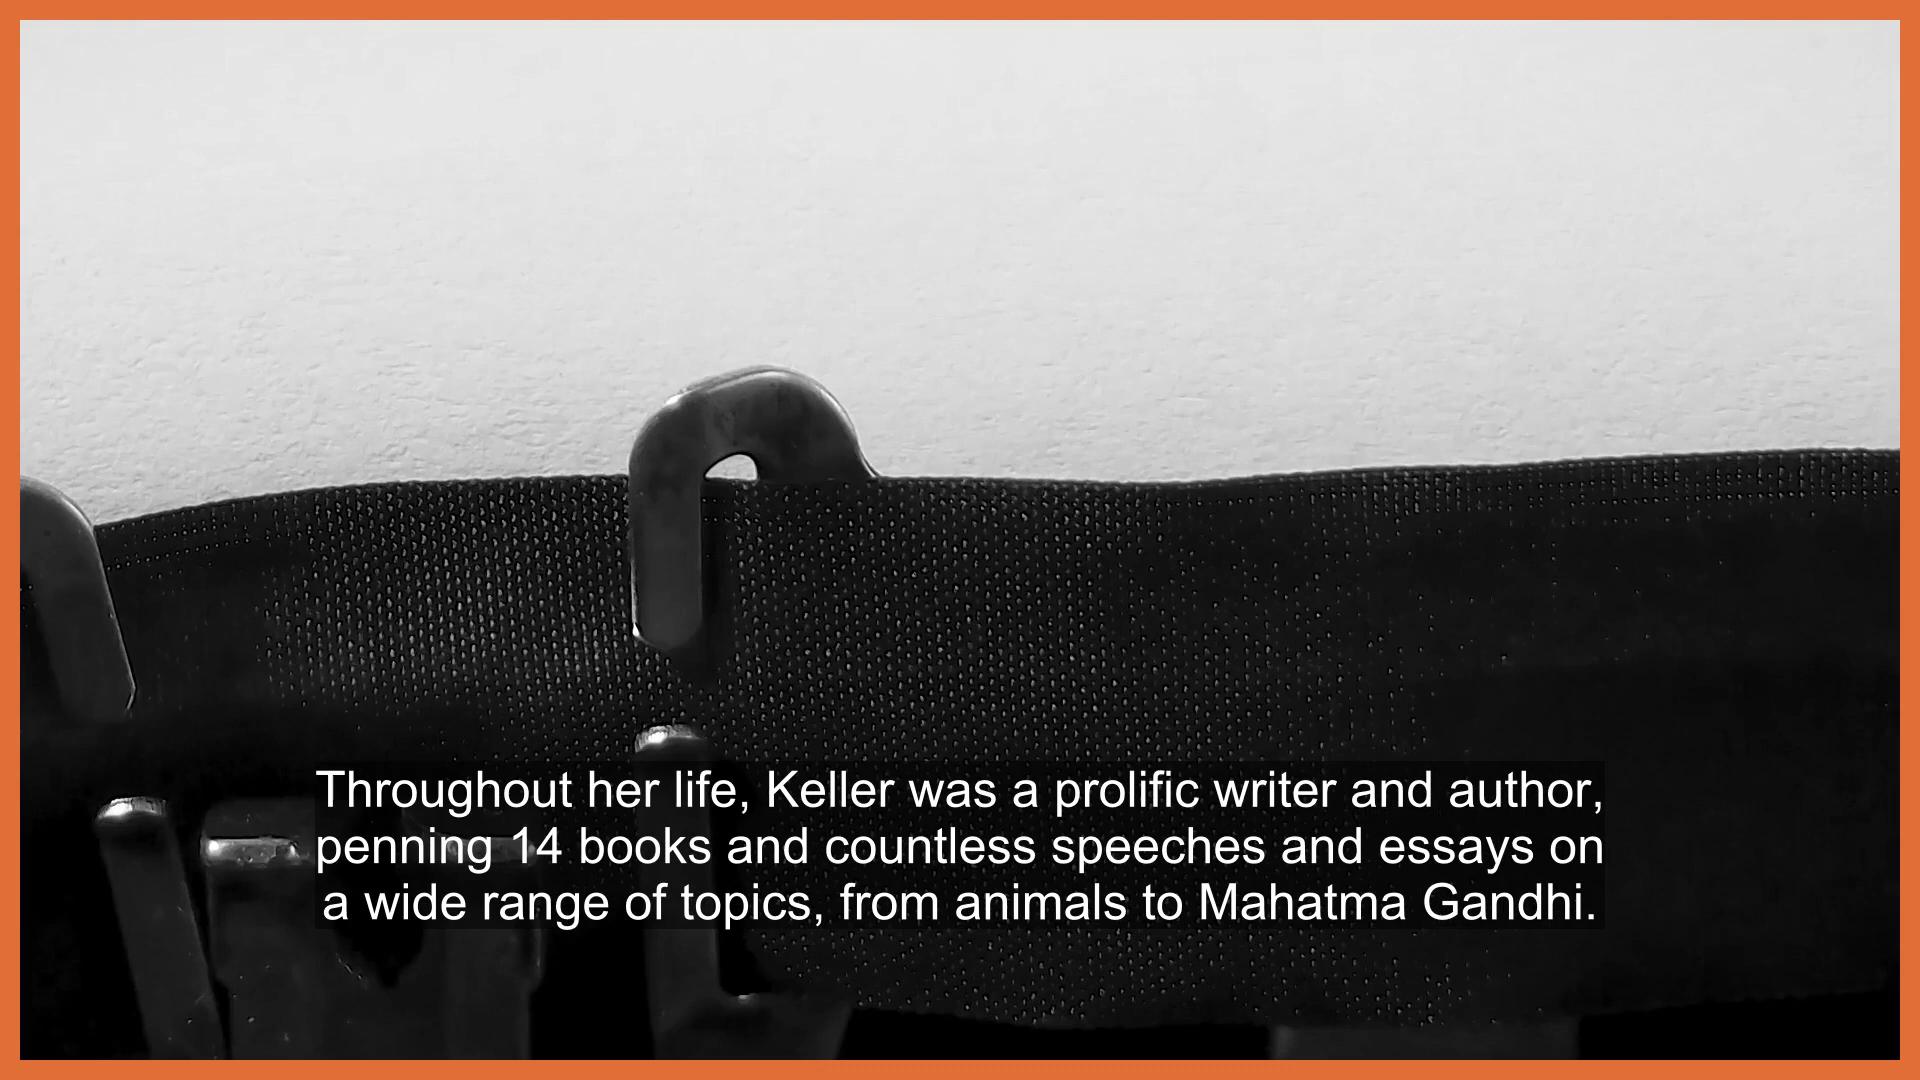 Throughout her life, Keller was a prolific writer and author,
penning 14 books and countless speeches and essays on
a wide range of topics, from animals to Mahatma Gandhi.